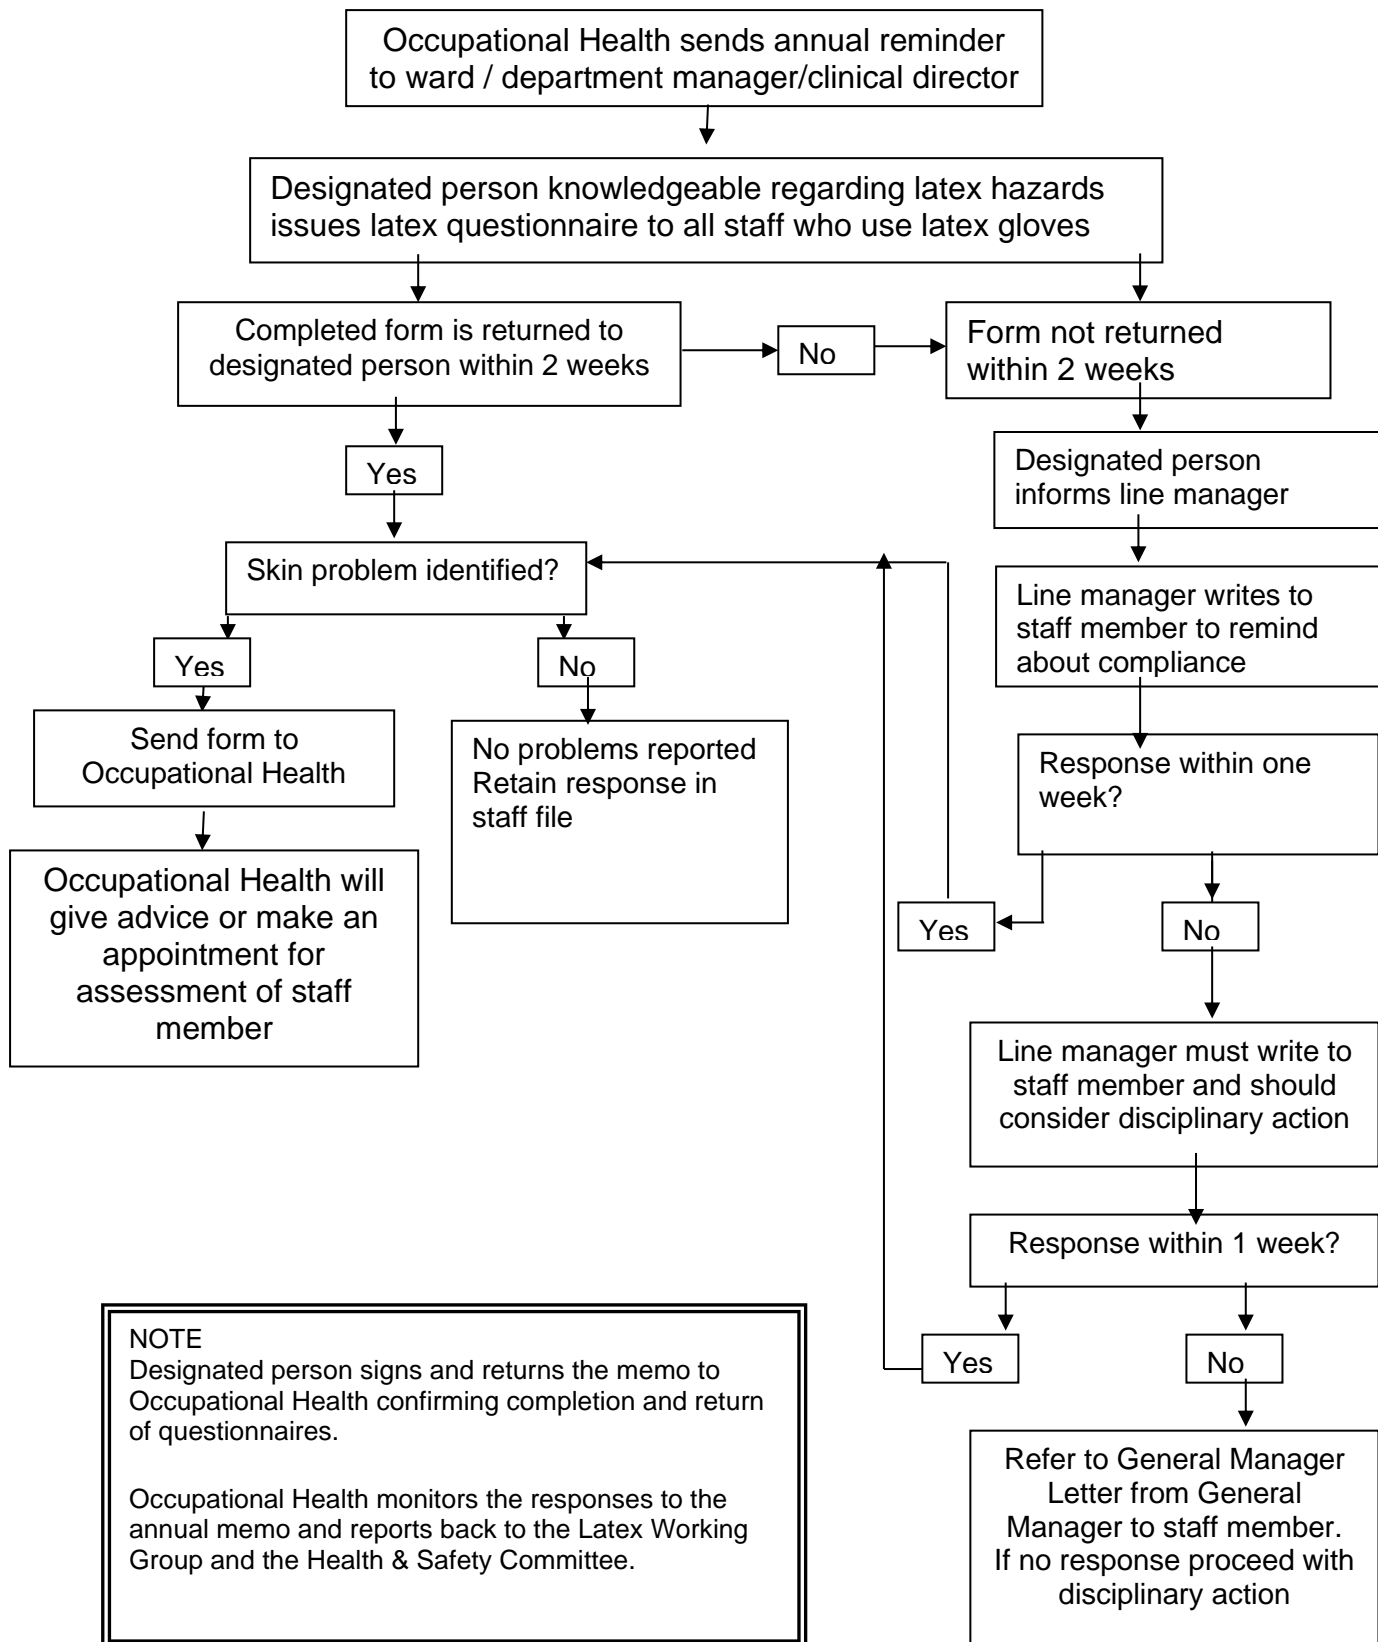 Occupational Health sends annual reminder
to ward / department manager/clinical director
Designated person knowledgeable regarding latex hazards
issues latex questionnaire to all staff who use latex gloves
Completed form is returned to
designated person within 2 weeks
No
Form not returned
within 2 weeks
Yes
Designated person
informs line manager
Skin problem identified?
Line manager writes to
staff member to remind
about compliance
Yes
No
Send form to
Occupational Health
No problems reported
Retain response in
staff file
Response within one
week?
Occupational Health will
give advice or make an
appointment for
assessment of staff
member
Yes
No
Line manager must write to
staff member and should
consider disciplinary action
Response within 1 week?
Yes
No
NOTE
Designated person signs and returns the memo to
Occupational Health confirming completion and return
of questionnaires.
Occupational Health monitors the responses to the
annual memo and reports back to the Latex Working
Group and the Health & Safety Committee.
Refer to General Manager
Letter from General
Manager to staff member.
If no response proceed with
disciplinary action